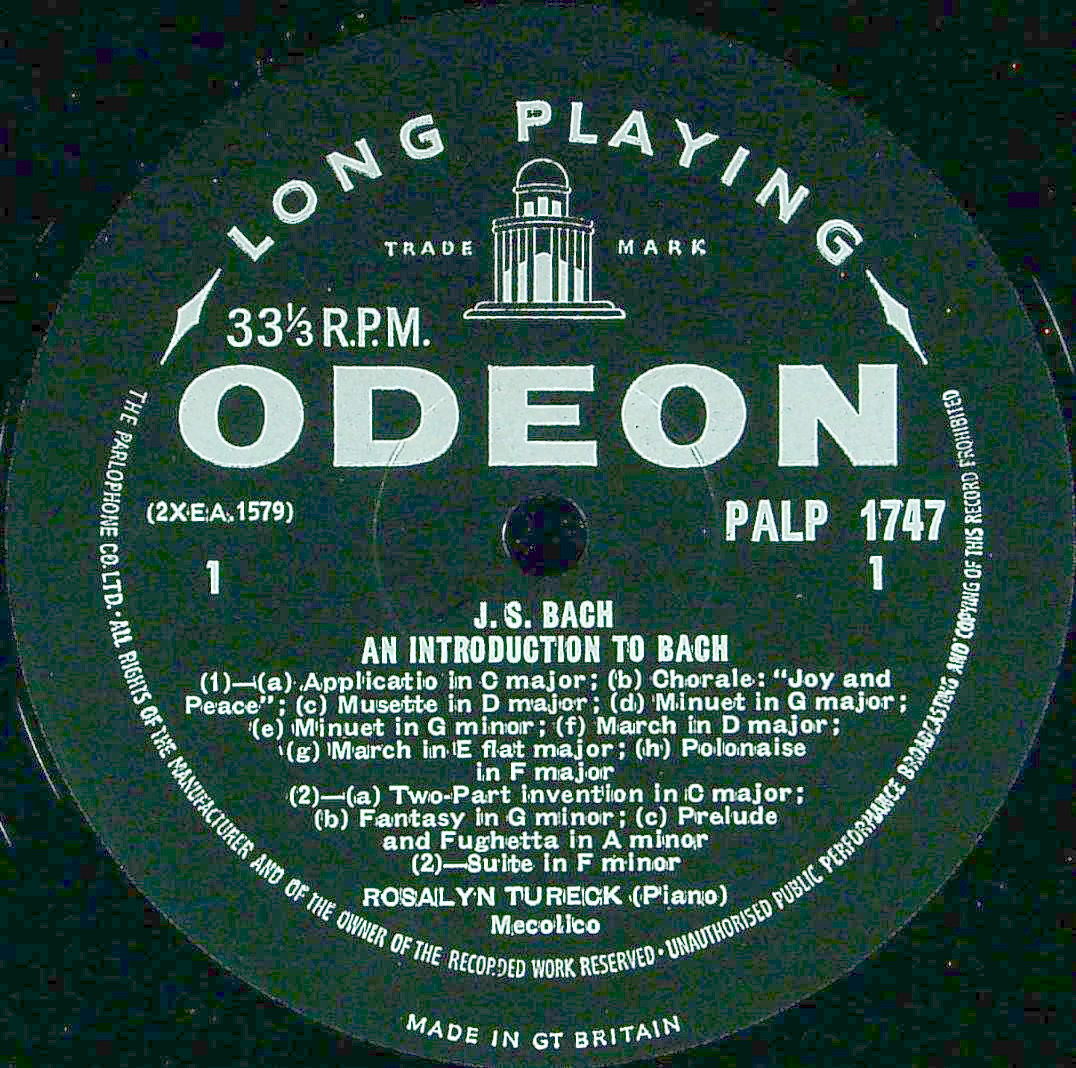 LONG PLAYING
TRADE MARK
33⅓ R.P.M.
ODEON
(2X.E.A. 1579)
PALP 1747
1
1
J. S. BACH
AN INTRODUCTION TO BACH
(1)—(a) Applicatio in C major; (b) Chorale: “Joy and
Peace”; (c) Musette in D major; (d) Minuet in G major;
(e) Minuet in G minor; (f) March in D major;
(g) March in E flat major; (h) Polonaise
in F major
(2)—(a) Two-Part Invention in C major;
(b) Fantasy in G minor; (c) Prelude
and Fughetta in A minor
(2)—Suite in F minor
ROSALYN TURECK (Piano)
Mecolico
THE PARLOPHONE CO. LTD. · ALL RIGHTS OF THE MANUFACTURER AND OF THE OWNER OF THE RECORDED WORK RESERVED · UNAUTHORISED PUBLIC PERFORMANCE BROADCASTING AND COPYING OF THIS RECORD PROHIBITED
MADE IN GT BRITAIN